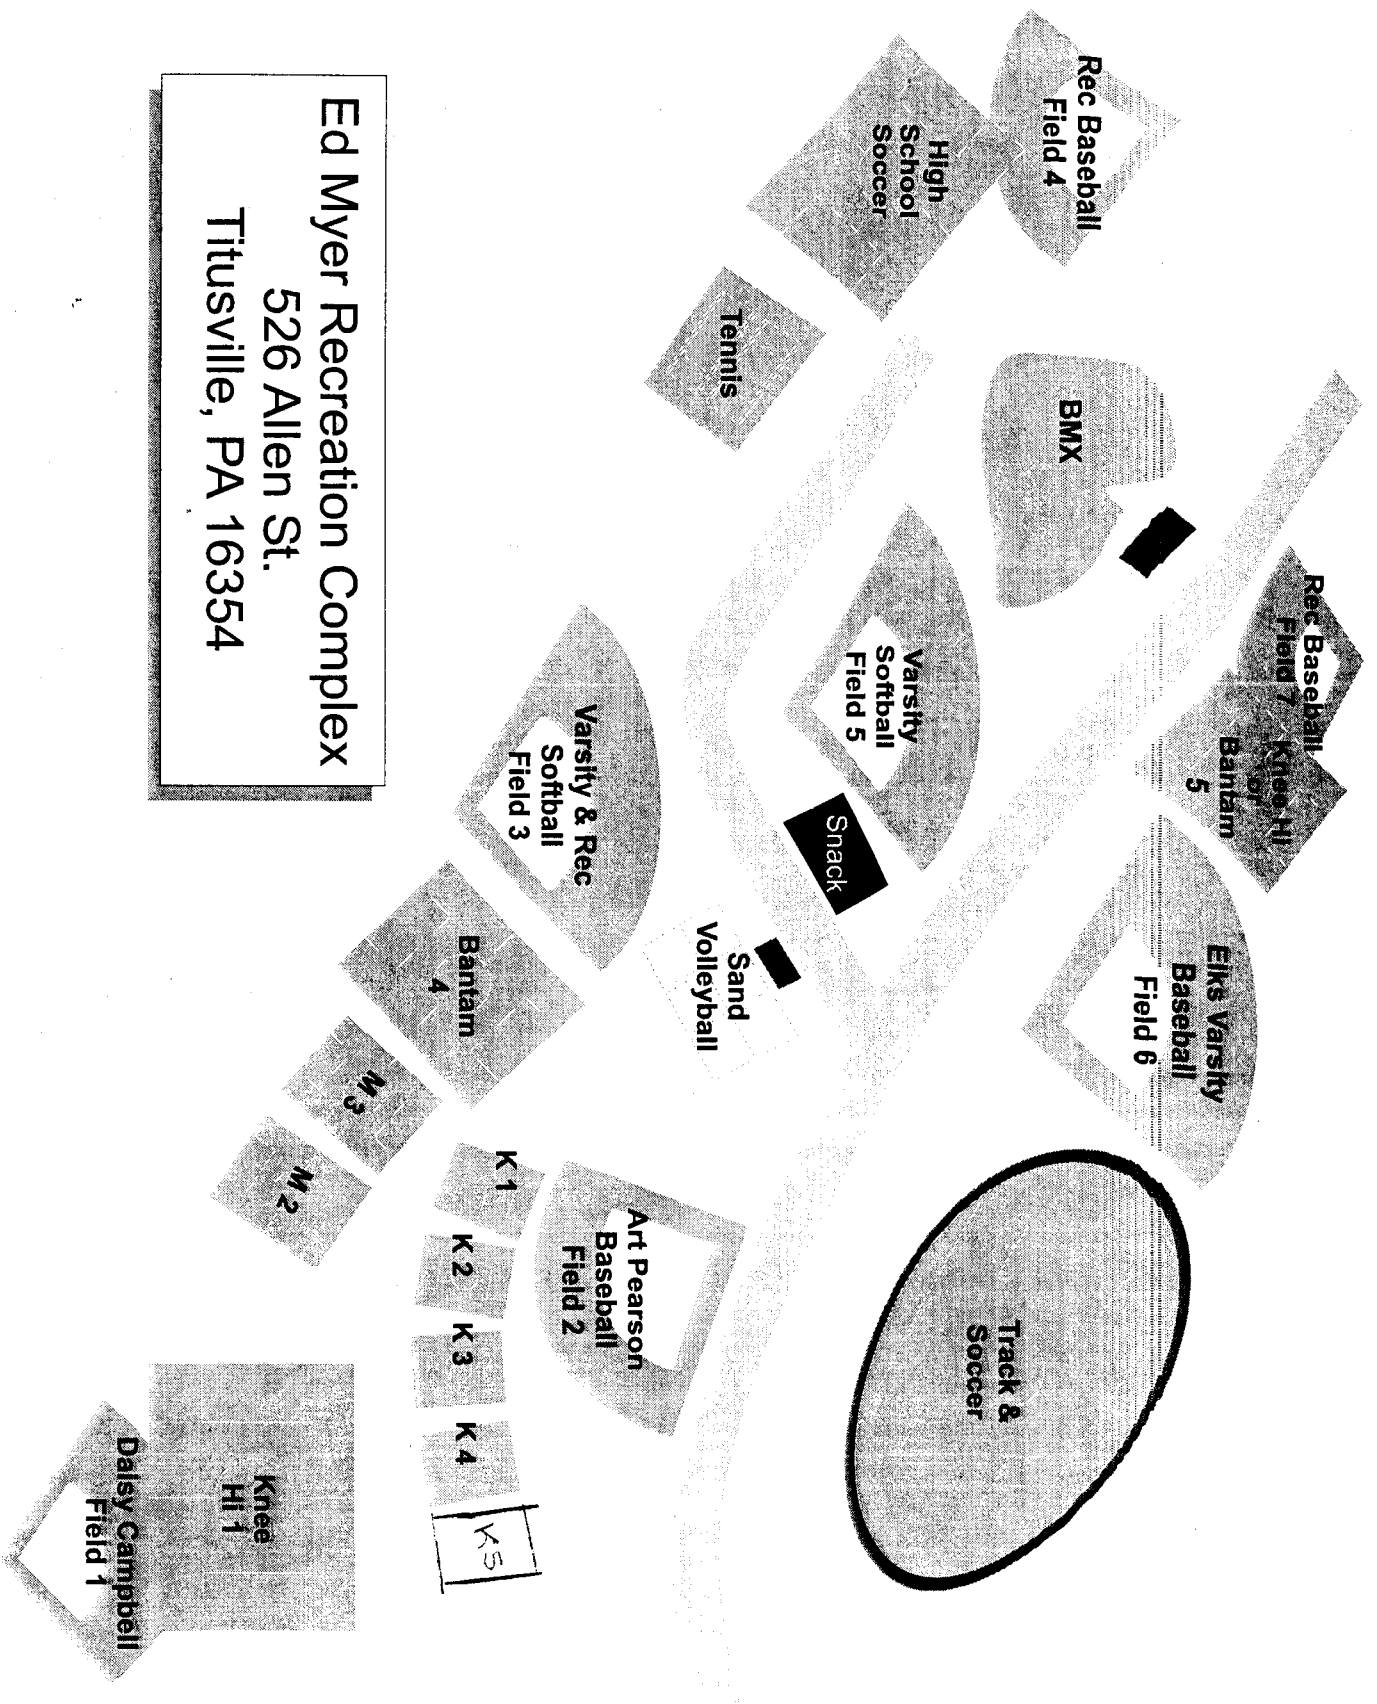 Rec Baseball
Field 4
High
School
Soccer
Tennis
BMX
Rec Baseball
Field 7
Knee Hi
or
Bantam
5
Varsity
Softball
Field 5
Snack
Elks Varsity
Baseball
Field 6
Varsity & Rec
Softball
Field 3
Sand
Volleyball
Bantam
4
M 3
M 2
K 1
K 2
K 3
K 4
K5
Art Pearson
Baseball
Field 2
Track &
Soccer
Knee
Hi 1
Daisy Campbell
Field 1
Ed Myer Recreation Complex
526 Allen St.
Titusville, PA 16354